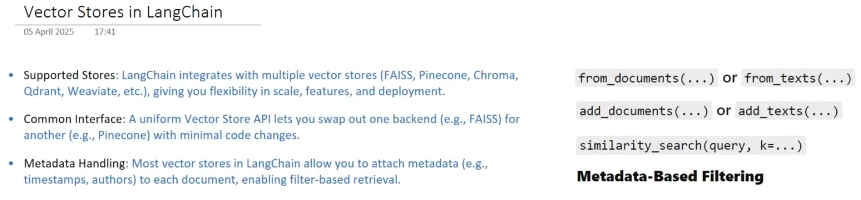 Vector Stores in LangChain
05 April 2025 17:41
• Supported Stores: LangChain integrates with multiple vector stores (FAISS, Pinecone, Chroma,
Qdrant, Weaviate, etc.), giving you flexibility in scale, features, and deployment.
• Common Interface: A uniform Vector Store API lets you swap out one backend (e.g., FAISS) for
another (e.g., Pinecone) with minimal code changes.
• Metadata Handling: Most vector stores in LangChain allow you to attach metadata (e.g.,
timestamps, authors) to each document, enabling filter-based retrieval.
from_documents(...) or from_texts(...)
add_documents(...) or add_texts(...)
similarity_search(query, k=...)
Metadata-Based Filtering